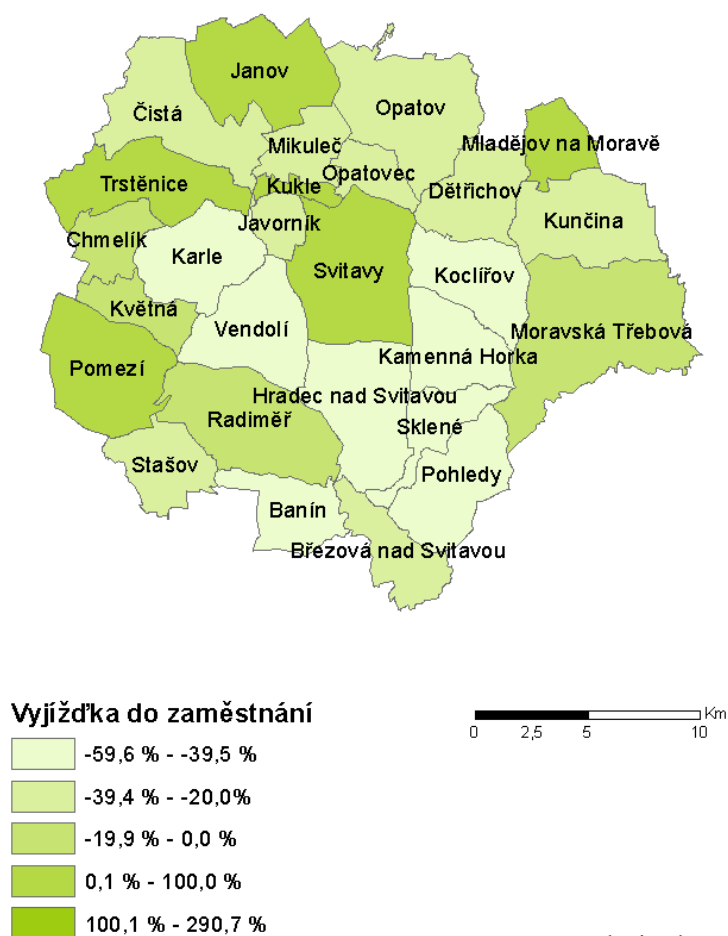 Janov
Čistá
Opatov
Mikuleč
Mladějov na Moravě
Opatovec
Trstěnice
Kukle
Dětřichov
Javorník
Kunčina
Chmelík
Karle
Svitavy
Koclířov
Květná
Vendolí
Moravská Třebová
Kamenná Horka
Pomezí
Hradec nad Svitavou
Radiměř
Sklené
Stašov
Pohledy
Banín
Březová nad Svitavou
Vyjížďka do zaměstnání
Km
0 2,5 5 10
-59,6 % - -39,5 %
-39,4 % - -20,0%
-19,9 % - 0,0 %
0,1 % - 100,0 %
100,1 % - 290,7 %